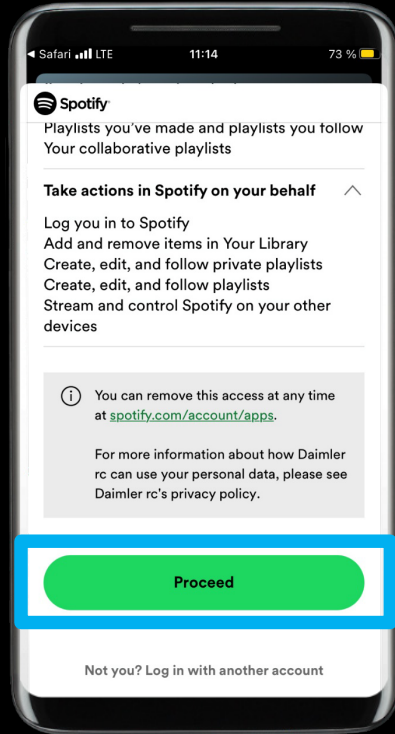 Safari LTE 11:14 73 %
Spotify
Playlists you've made and playlists you follow
Your collaborative playlists
Take actions in Spotify on your behalf
Log you in to Spotify
Add and remove items in Your Library
Create, edit, and follow private playlists
Create, edit, and follow playlists
Stream and control Spotify on your other
devices
You can remove this access at any time
at spotify.com/account/apps.
For more information about how Daimler
rc can use your personal data, please see
Daimler rc's privacy policy.
Proceed
Not you? Log in with another account